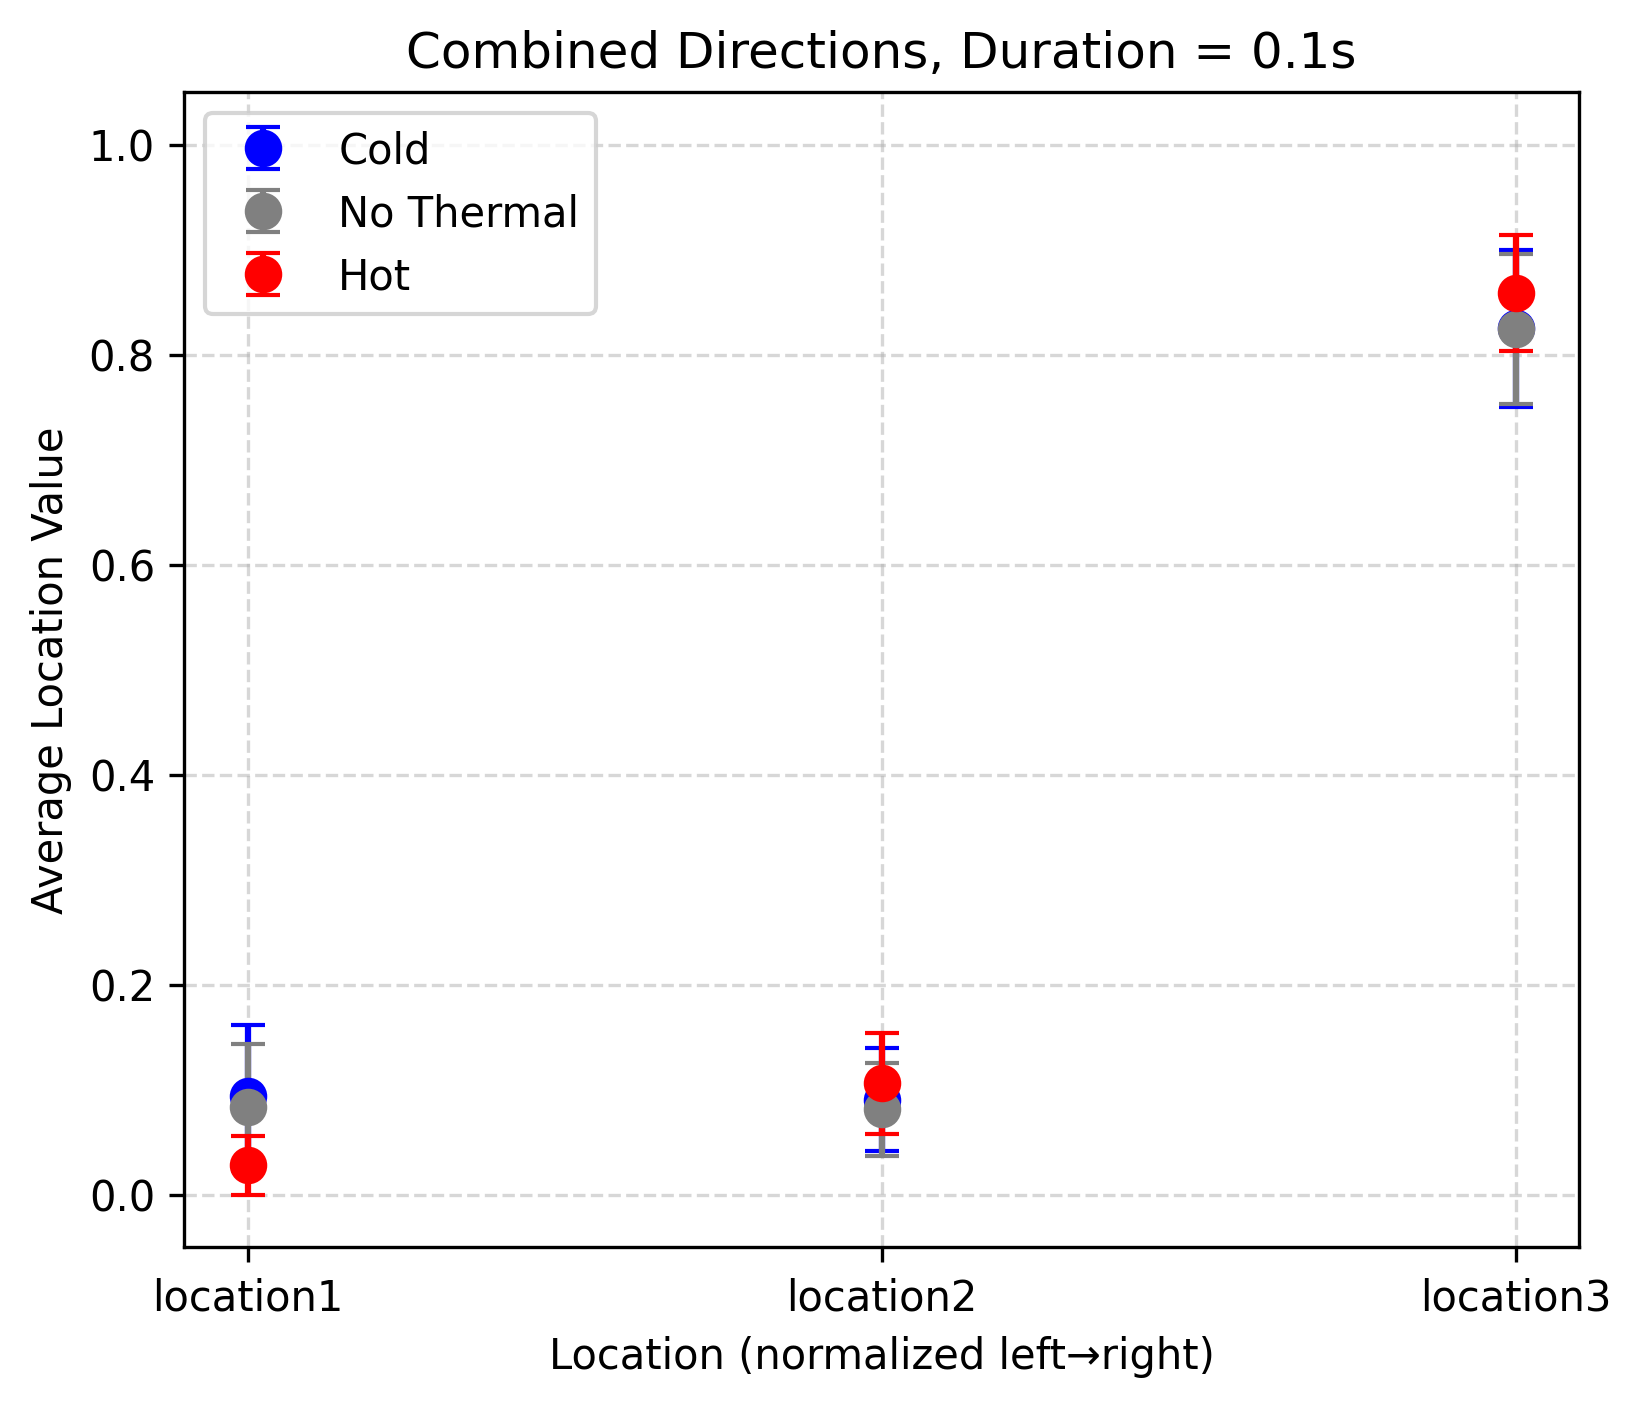 Combined Directions, Duration = 0.1s
Cold
No Thermal
Hot
1.0
0.8
0.6
0.4
0.2
0.0
Average Location Value
location1
location2
location3
Location (normalized left→right)